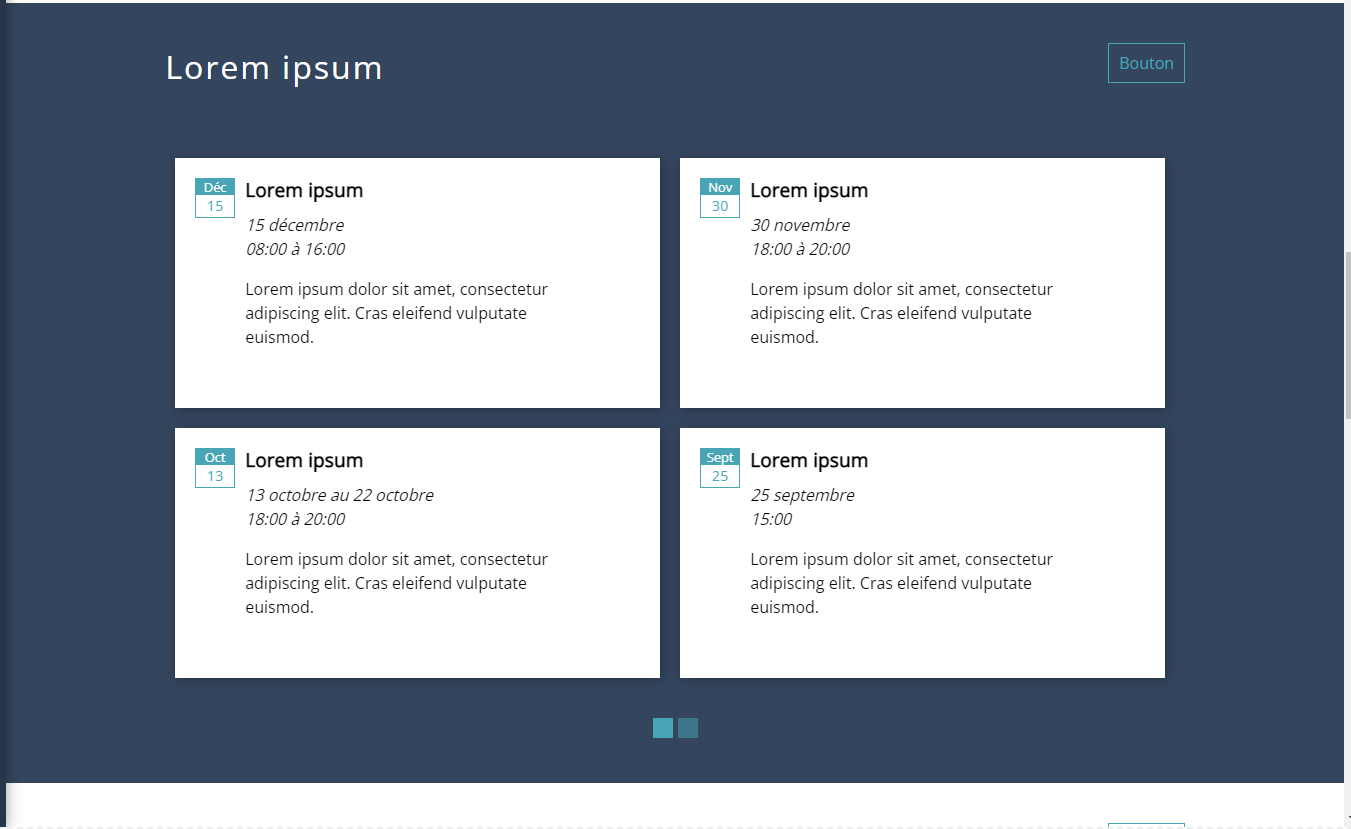 Lorem ipsum
Bouton
Déc
15
Lorem ipsum
15 décembre
08:00 à 16:00
Lorem ipsum dolor sit amet, consectetur
adipiscing elit. Cras eleifend vulputate
euismod.
Nov
30
Lorem ipsum
30 novembre
18:00 à 20:00
Lorem ipsum dolor sit amet, consectetur
adipiscing elit. Cras eleifend vulputate
euismod.
Oct
13
Lorem ipsum
13 octobre au 22 octobre
18:00 à 20:00
Lorem ipsum dolor sit amet, consectetur
adipiscing elit. Cras eleifend vulputate
euismod.
Sept
25
Lorem ipsum
25 septembre
15:00
Lorem ipsum dolor sit amet, consectetur
adipiscing elit. Cras eleifend vulputate
euismod.